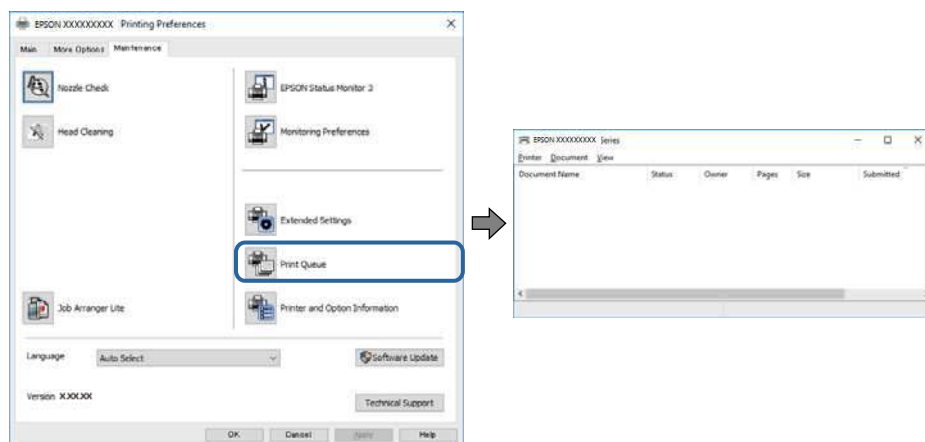 EPSON XXXXXXXXX Printing Preferences
Main More Options Maintenance
Nozzle Check
EPSON Status Monitor 3
Head Cleaning
Monitoring Preferences
Extended Settings
Print Queue
Job Arranger Lite
Printer and Option Information
Language Auto Select
Software Update
Version X.XX.XX
Technical Support
OK Cancel Apply Help
EPSON XXXXXXXXX Series
Printer Document View
Document Name Status Owner Pages Size Submitted